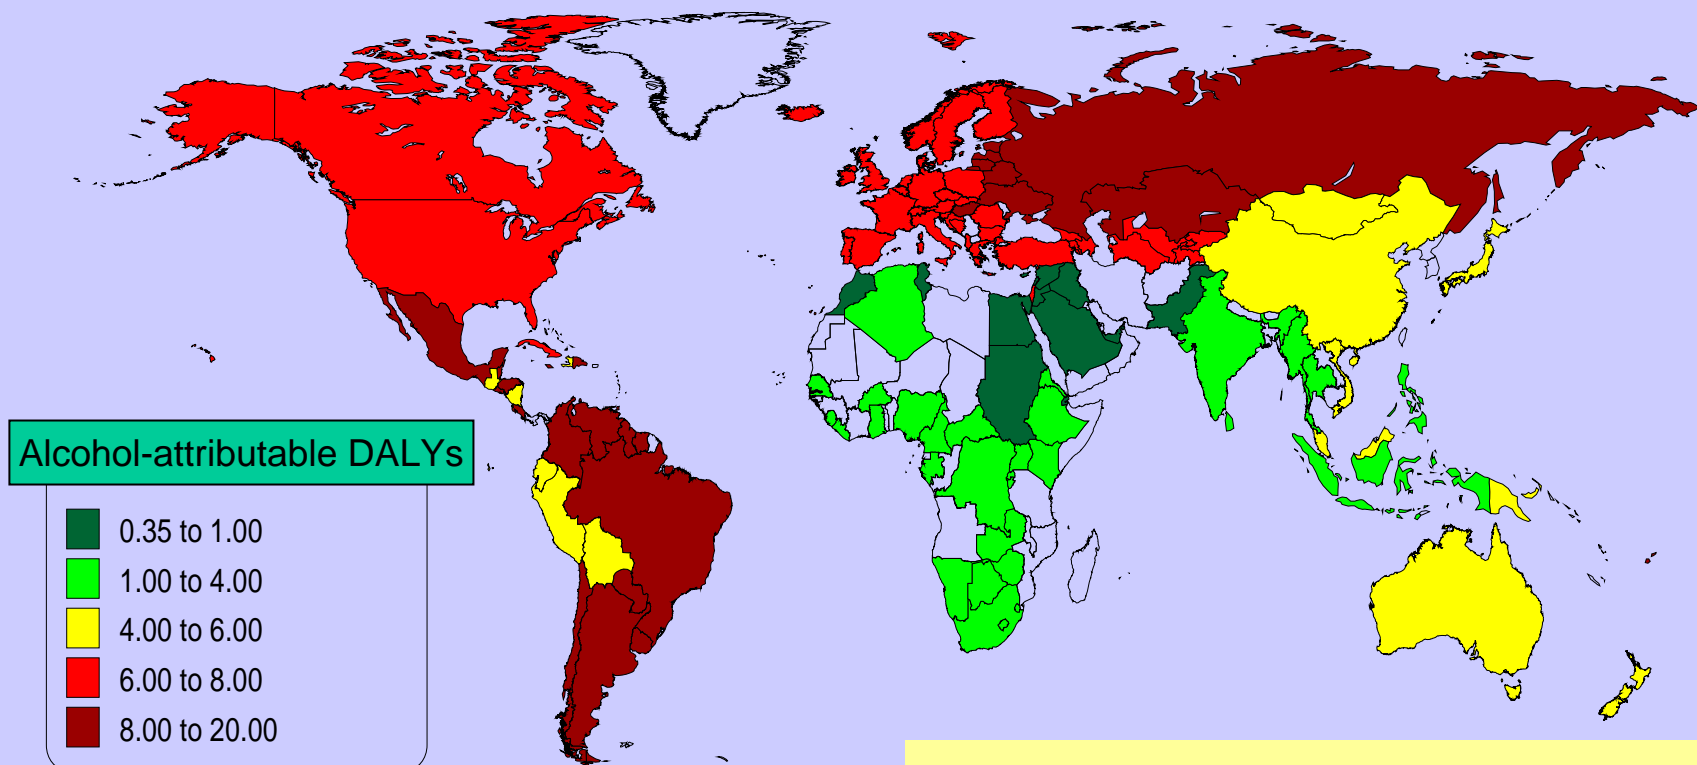 Alcohol-attributable DALYs
0.35 to 1.00
1.00 to 4.00
4.00 to 6.00
6.00 to 8.00
8.00 to 20.00